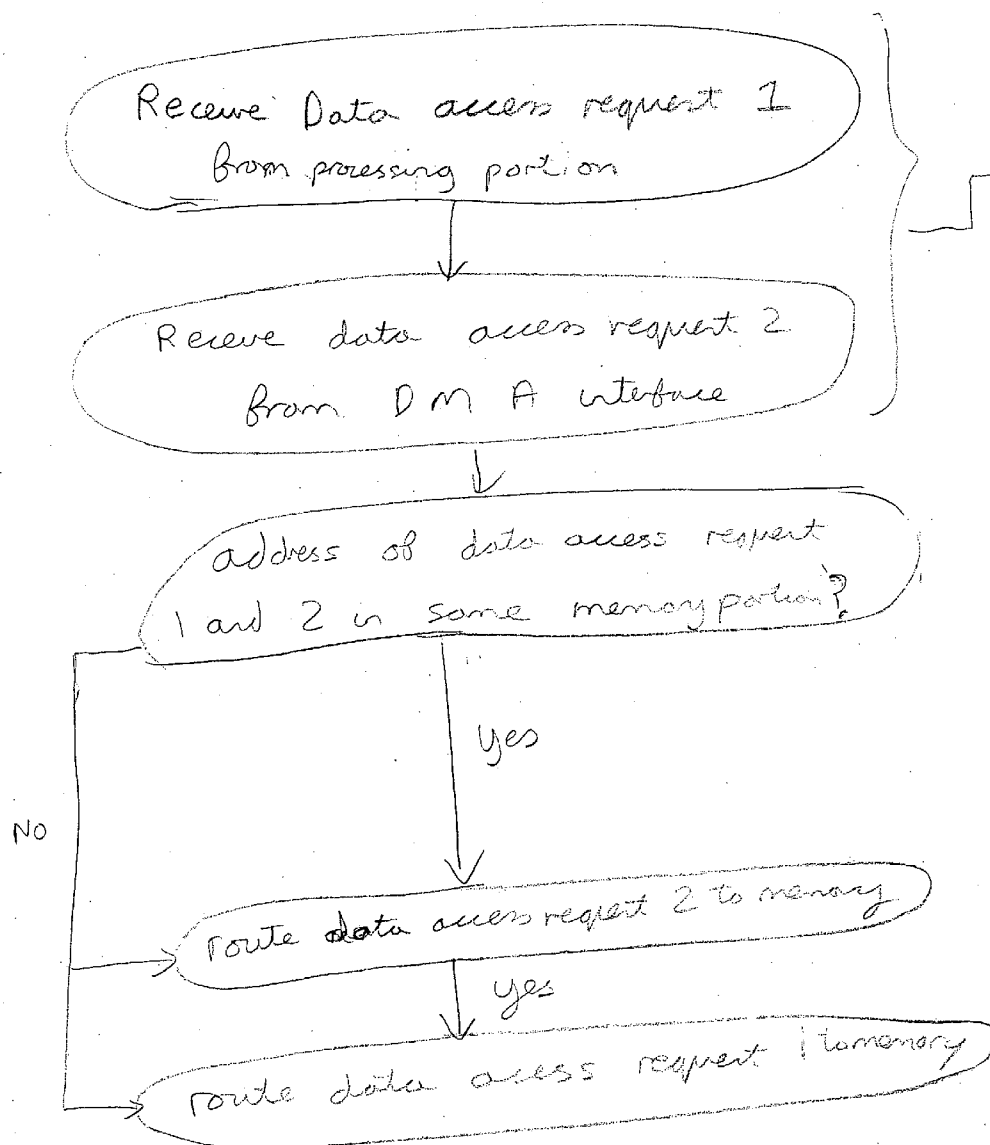 Receive Data access request 1
from processing portion
Receve data access request 2
from DMA interface
address of data access request
1 and 2 in same memory portion?
yes
NO
route data access request 2 to memory
yes
route data access request 1 to memory